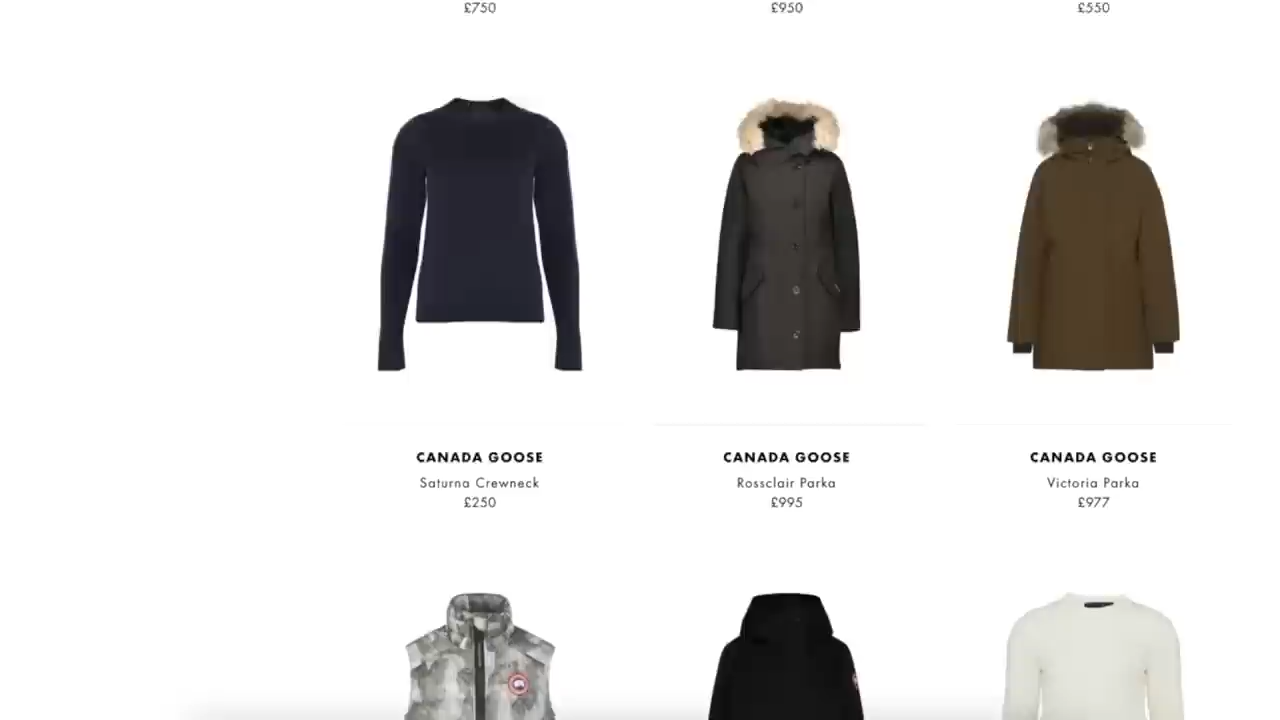 £750
£950
£550
CANADA GOOSE
Saturna Crewneck
£250
CANADA GOOSE
Rossclair Parka
£995
CANADA GOOSE
Victoria Parka
£977